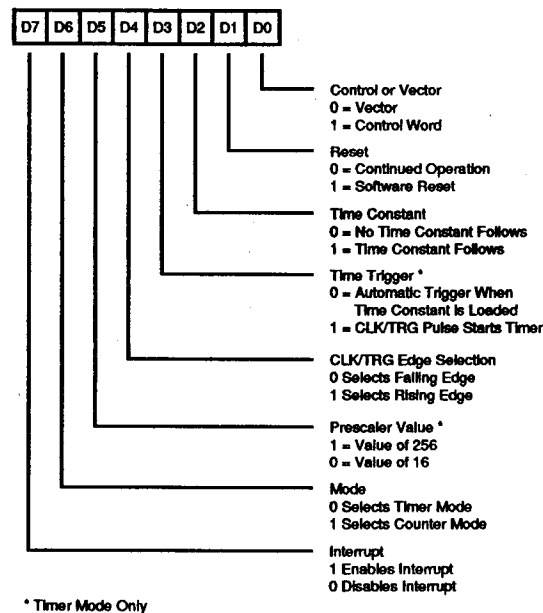 D7 D6 D5 D4 D3 D2 D1 D0
Control or Vector
0 = Vector
1 = Control Word
Reset
0 = Continued Operation
1 = Software Reset
Time Constant
0 = No Time Constant Follows
1 = Time Constant Follows
Time Trigger *
0 = Automatic Trigger When
Time Constant is Loaded
1 = CLK/TRG Pulse Starts Timer
CLK/TRG Edge Selection
0 Selects Falling Edge
1 Selects Rising Edge
Prescaler Value *
1 = Value of 256
0 = Value of 16
Mode
0 Selects Timer Mode
1 Selects Counter Mode
Interrupt
1 Enables Interrupt
0 Disables Interrupt
* Timer Mode Only